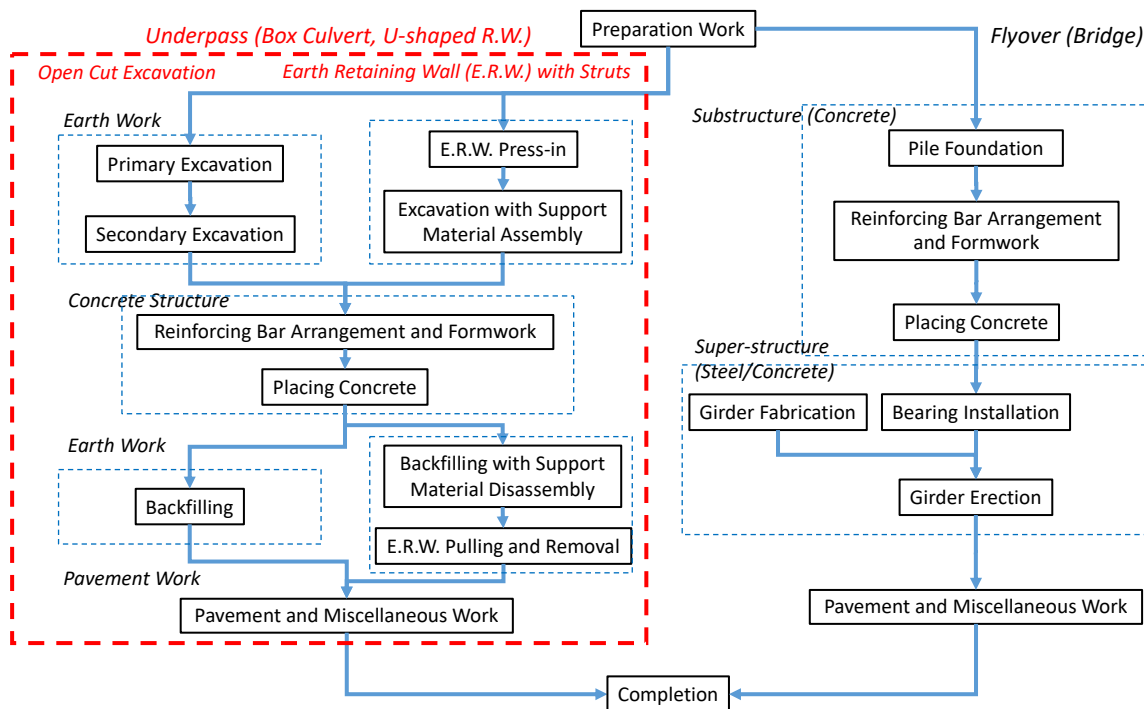 Preparation Work
Underpass (Box Culvert, U-shaped R.W.)
Flyover (Bridge)
Open Cut Excavation
Earth Retaining Wall (E.R.W.) with Struts
Earth Work
Primary Excavation
Secondary Excavation
E.R.W. Press-in
Excavation with Support
Material Assembly
Concrete Structure
Reinforcing Bar Arrangement and Formwork
Placing Concrete
Earth Work
Backfilling
Backfilling with Support
Material Disassembly
E.R.W. Pulling and Removal
Pavement Work
Pavement and Miscellaneous Work
Substructure (Concrete)
Pile Foundation
Reinforcing Bar Arrangement
and Formwork
Placing Concrete
Super-structure
(Steel/Concrete)
Girder Fabrication
Bearing Installation
Girder Erection
Pavement and Miscellaneous Work
Completion